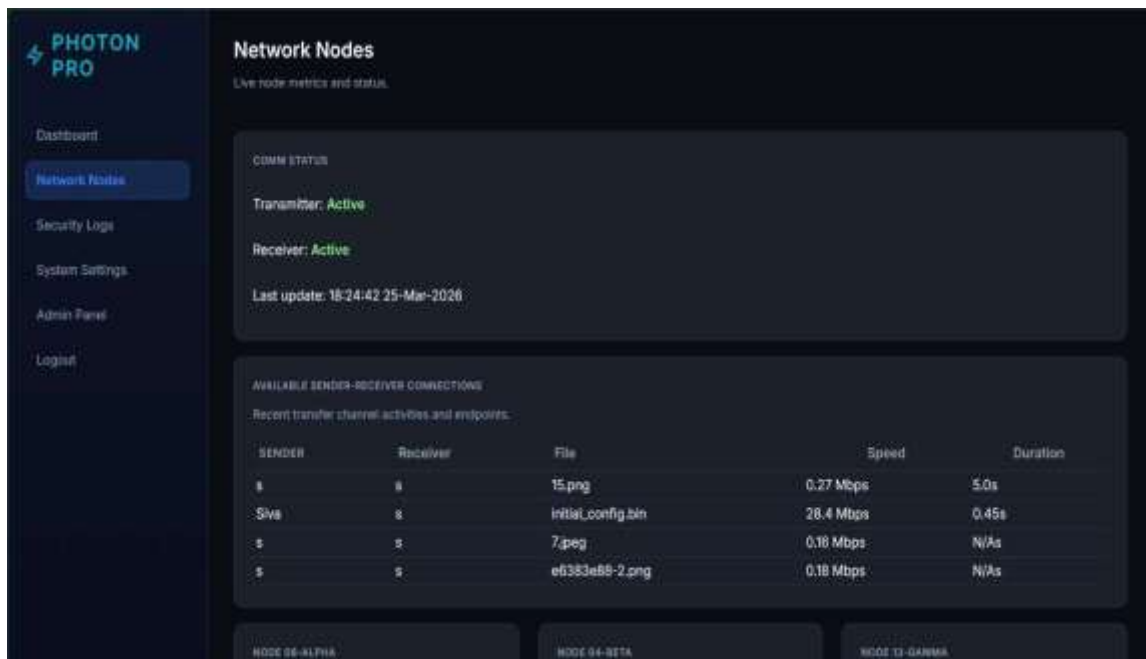 PHOTON
PRO
Dashboard
Network Nodes
Security Logs
System Settings
Admin Panel
Logout
Network Nodes
Live node metrics and status.
COMM STATUS
Transmitter: Active
Receiver: Active
Last update: 18:24:42 25-Mar-2026
AVAILABLE SENDER-RECEIVER CONNECTIONS
Recent transfer channel activities and endpoints.
SENDER Receiver File Speed Duration
s s 15.png 0.27 Mbps 5.0s
Siva s initial_config.bin 28.4 Mbps 0.45s
s s 7.jpeg 0.18 Mbps N/As
s s e6383e88-2.png 0.18 Mbps N/As
NODE 08-ALPHA NODE 04-BETA NODE 12-GAMMA